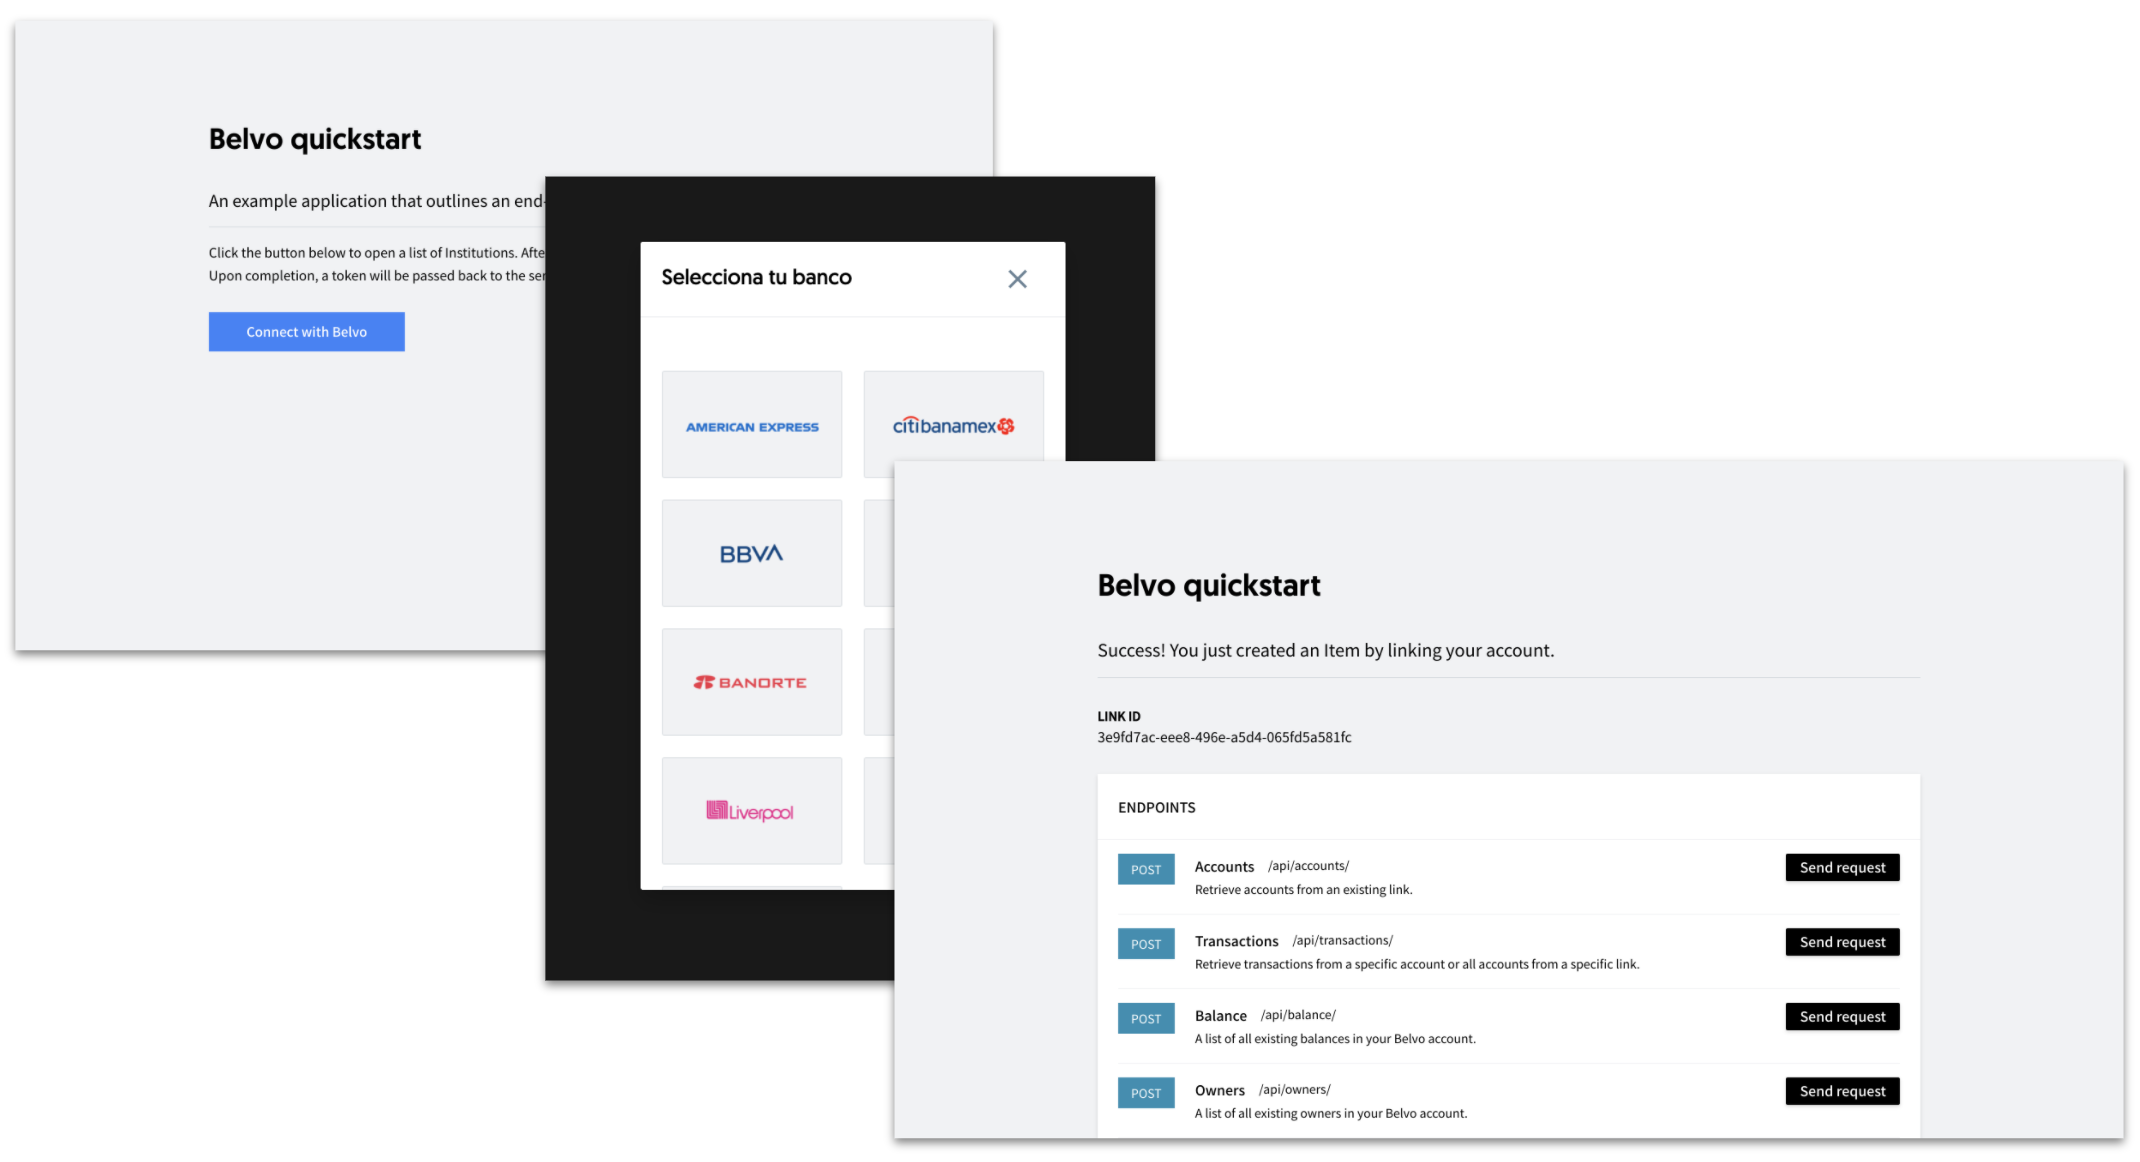 Belvo quickstart
An example application that outlines an end-
Click the button below to open a list of Institutions. Afte
Upon completion, a token will be passed back to the ser
Connect with Belvo
Selecciona tu banco
AMERICAN EXPRESS
citibanamex
BBVA
BANORTE
Liverpool
Belvo quickstart
Success! You just created an Item by linking your account.
LINK ID
3e9fd7ac-eee8-496e-a5d4-065fd5a581fc
ENDPOINTS
POST Accounts /api/accounts/ Send request
Retrieve accounts from an existing link.
POST Transactions /api/transactions/ Send request
Retrieve transactions from a specific account or all accounts from a specific link.
POST Balance /api/balance/ Send request
A list of all existing balances in your Belvo account.
POST Owners /api/owners/ Send request
A list of all existing owners in your Belvo account.